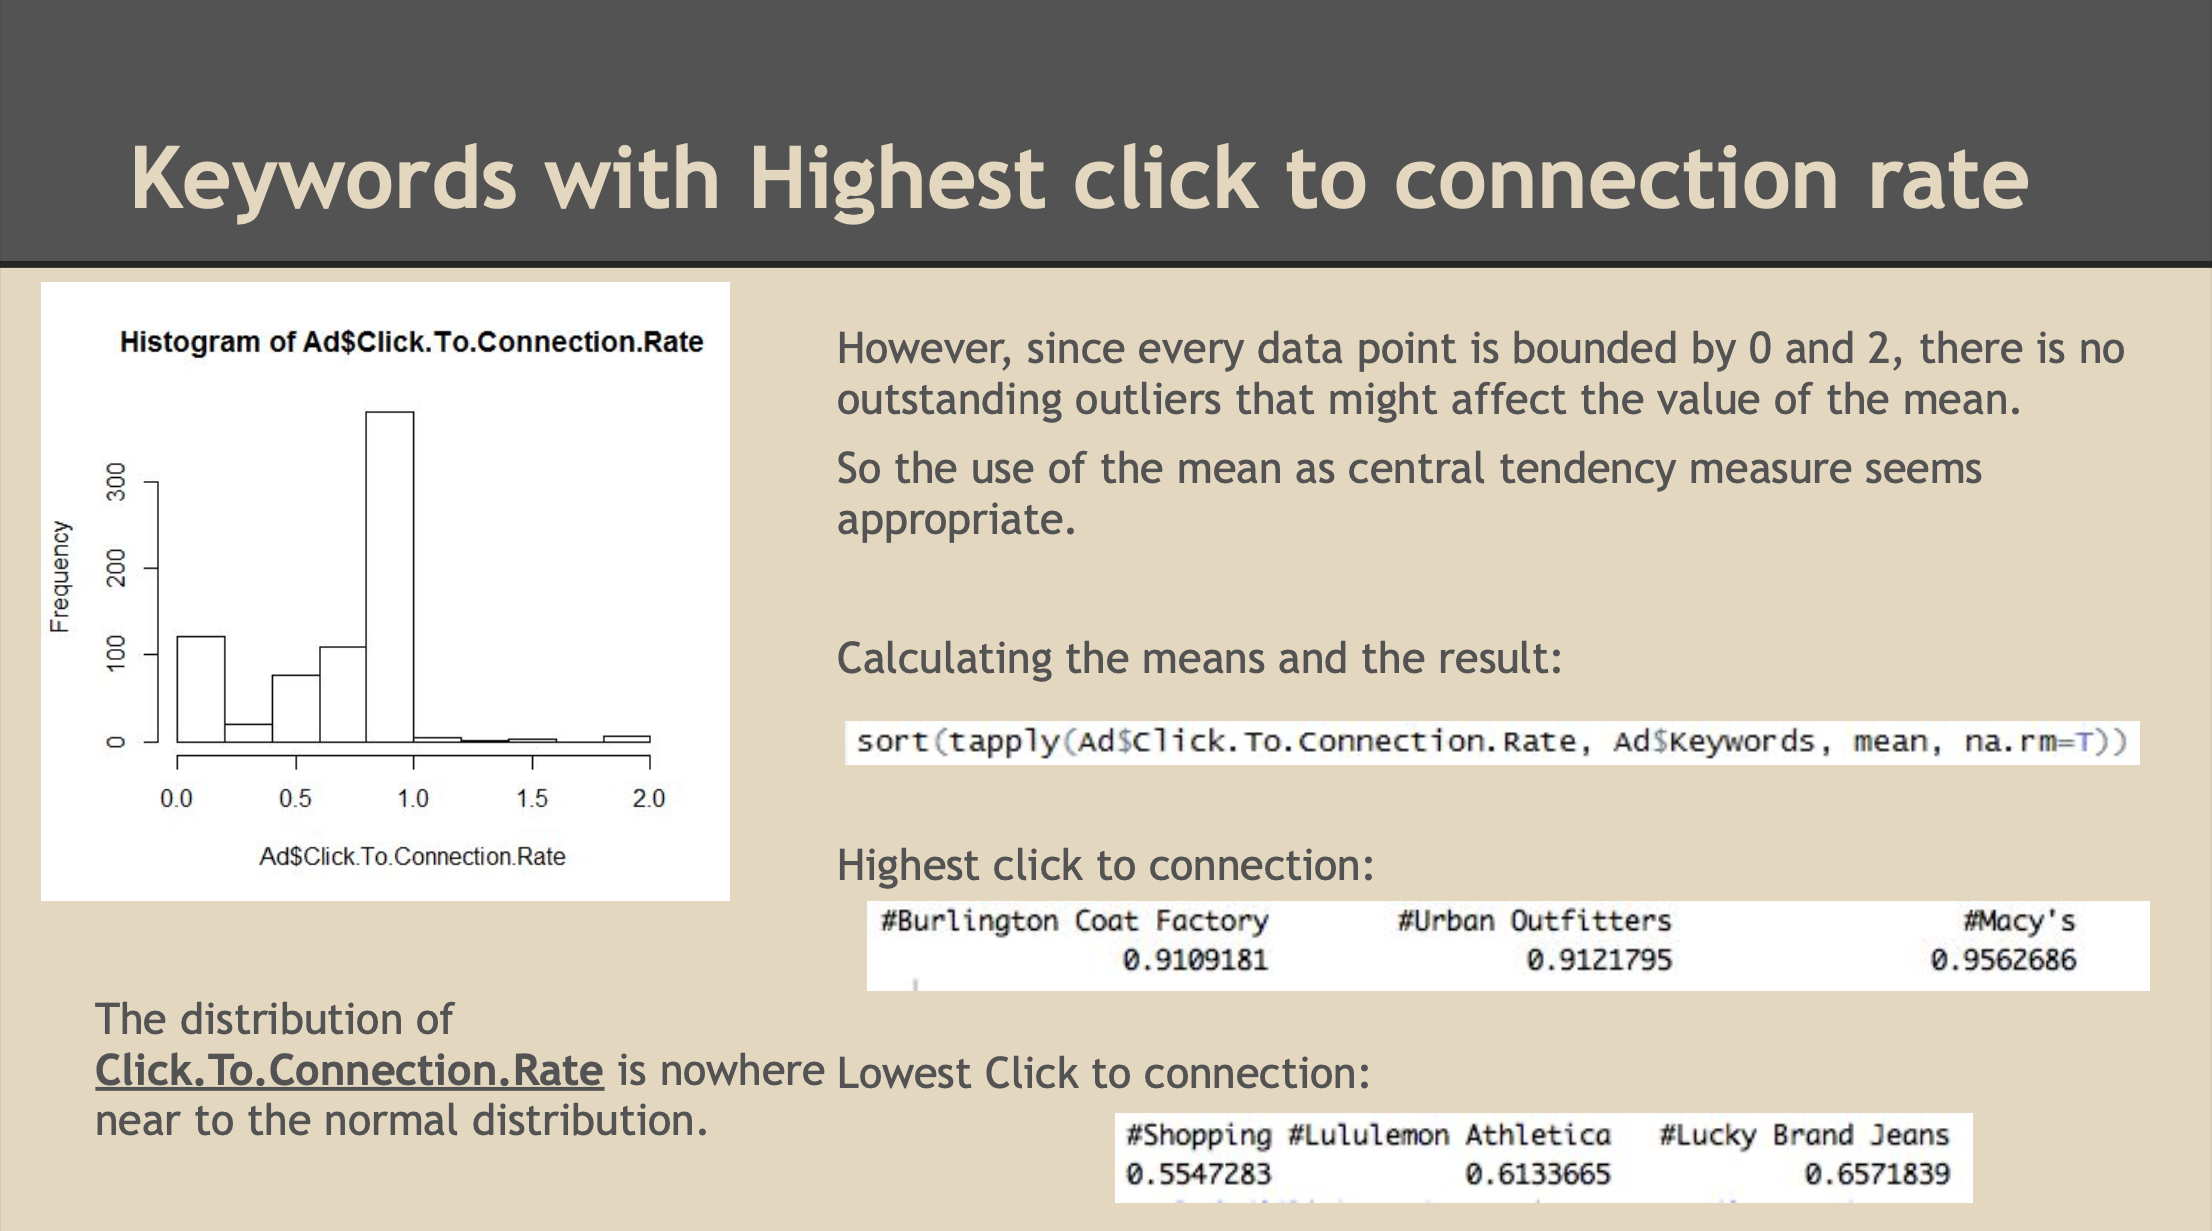 Keywords with Highest click to connection rate
Histogram of Ad$Click.To.Connection.Rate
Frequency
300
200
100
0
0.0 0.5 1.0 1.5 2.0
Ad$Click.To.Connection.Rate
The distribution of
Click.To.Connection.Rate is nowhere
near to the normal distribution.
However, since every data point is bounded by 0 and 2, there is no
outstanding outliers that might affect the value of the mean.
So the use of the mean as central tendency measure seems
appropriate.
Calculating the means and the result:
sort(tapply(Ad$Click.To.Connection.Rate, Ad$Keywords, mean, na.rm=T))
Highest click to connection:
#Burlington Coat Factory #Urban Outfitters #Macy's
0.9109181 0.9121795 0.9562686
Lowest Click to connection:
#Shopping #Lululemon Athletica #Lucky Brand Jeans
0.5547283 0.6133665 0.6571839